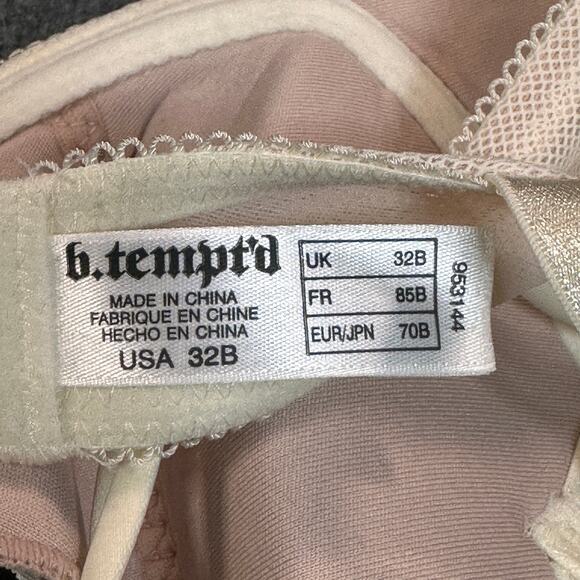 b.tempt'd
MADE IN CHINA
FABRIQUE EN CHINE
HECHO EN CHINA
USA 32B
UK 32B
FR 85B
EUR/JPN 70B
953144